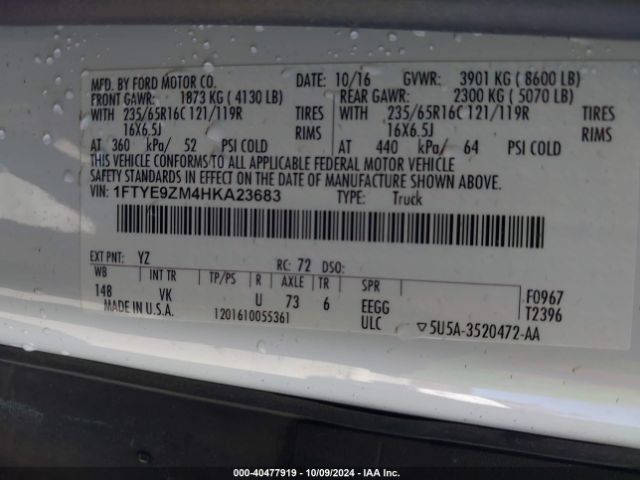 MFD. BY FORD MOTOR CO. DATE: 10/16 GVWR: 3901 KG ( 8600 LB)
FRONT GAWR: 1873 KG ( 4130 LB) REAR GAWR: 2300 KG ( 5070 LB)
WITH 235/65R16C 121/119R TIRES WITH 235/65R16C 121/119R TIRES
16X6.5J RIMS 16X6.5J RIMS
AT 360 kPa/ 52 PSI COLD AT 440 kPa/ 64 PSI COLD
THIS VEHICLE CONFORMS TO ALL APPLICABLE FEDERAL MOTOR VEHICLE
SAFETY STANDARDS IN EFFECT ON THE DATE OF MANUFACTURE SHOWN ABOVE.
VIN: 1FTYE9ZM4HKA23683 TYPE: Truck
EXT PNT: YZ RC: 72 DSO:
WB INT TR TP/PS R AXLE TR SPR
148 VK U 73 6 EEGG F0967
MADE IN U.S.A. 1201610055361 ULC T2396
▽5U5A-3520472-AA
000-40477919 - 10/09/2024 - IAA Inc.